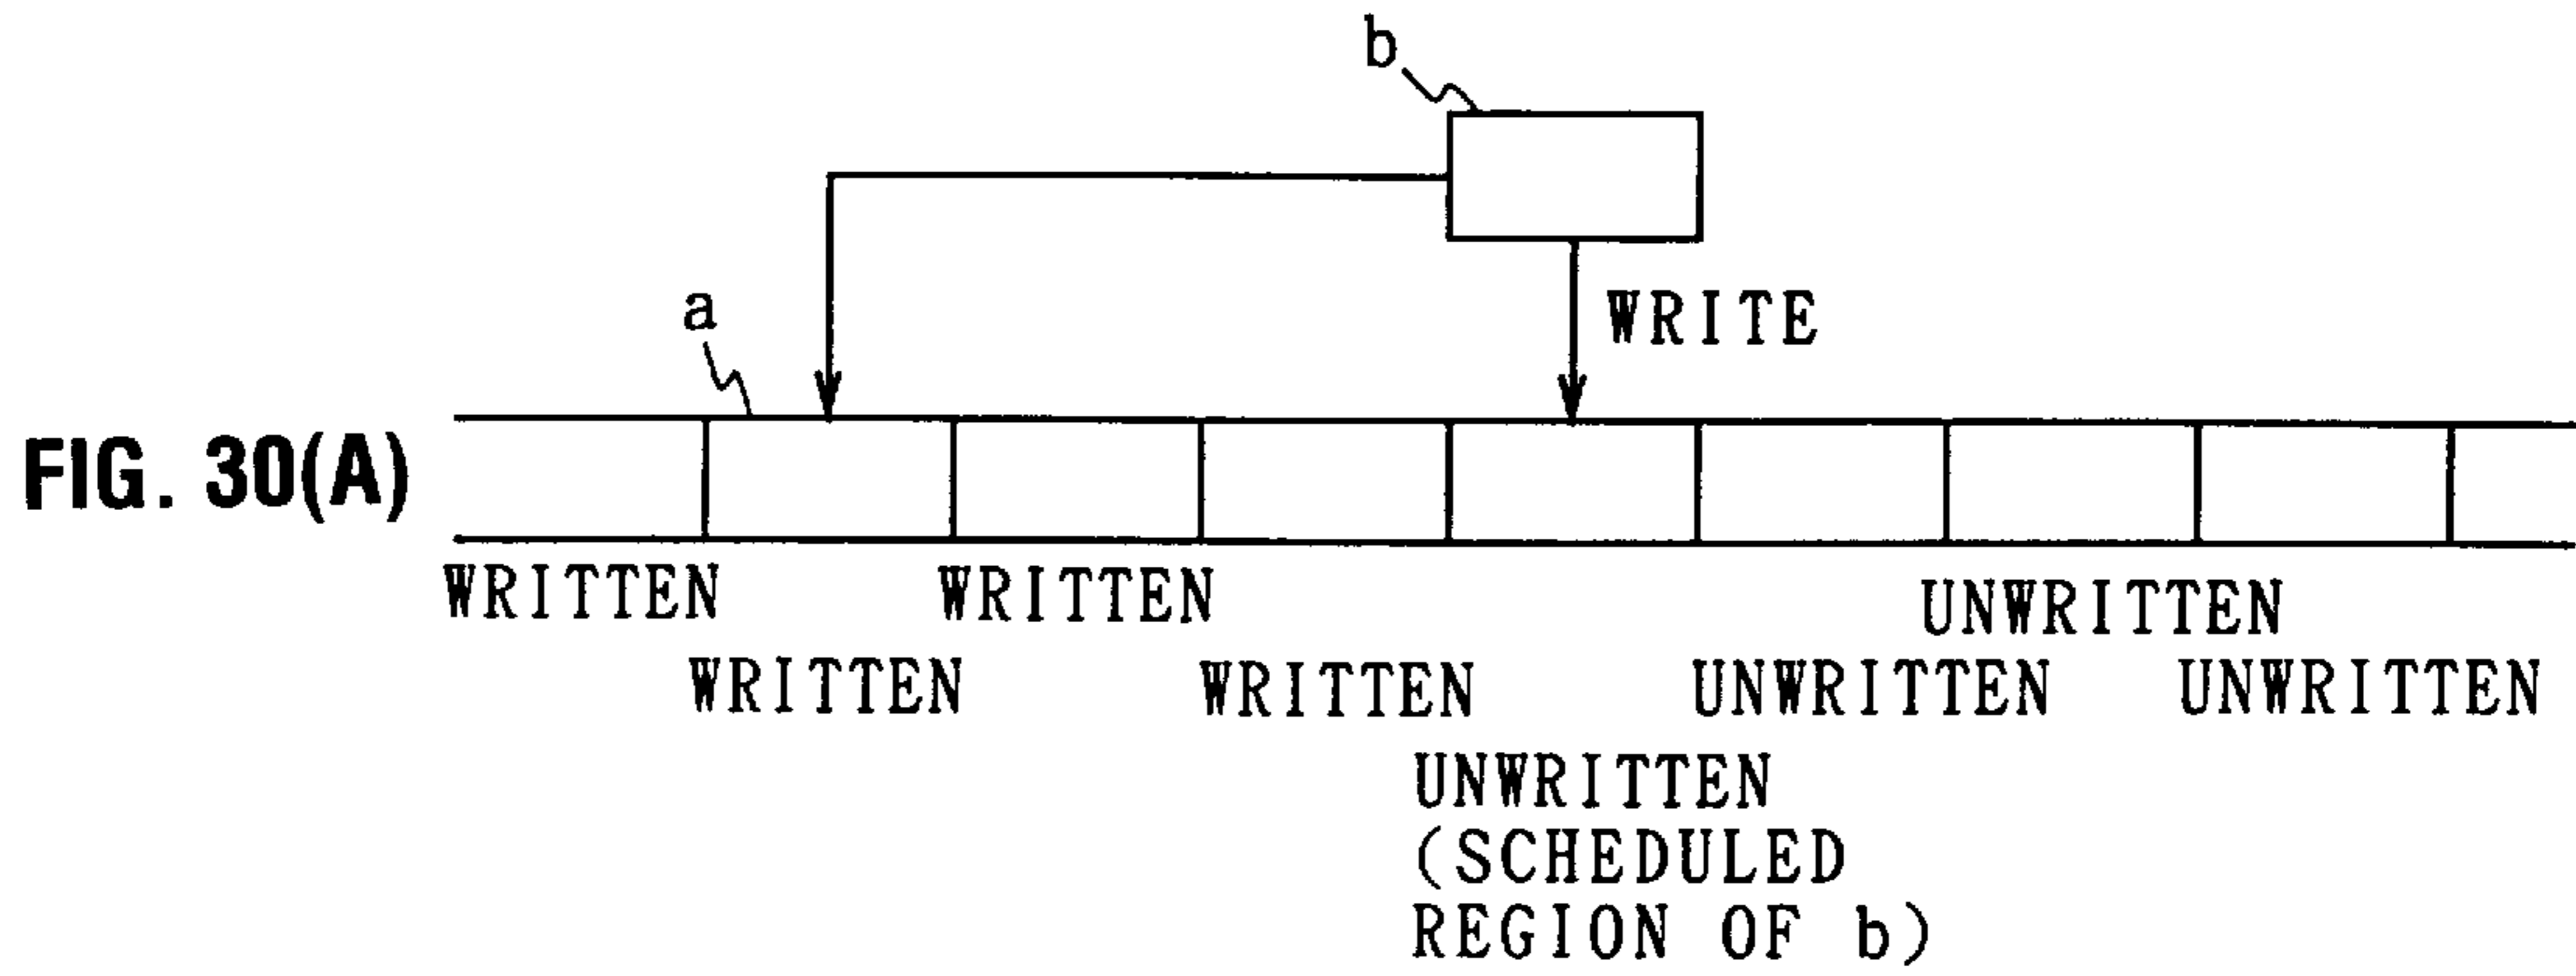 b
WRITE
a
FIG. 30(A)
WRITTEN WRITTEN UNWRITTEN
WRITTEN WRITTEN UNWRITTEN UNWRITTEN
UNWRITTEN
(SCHEDULED
REGION OF b)